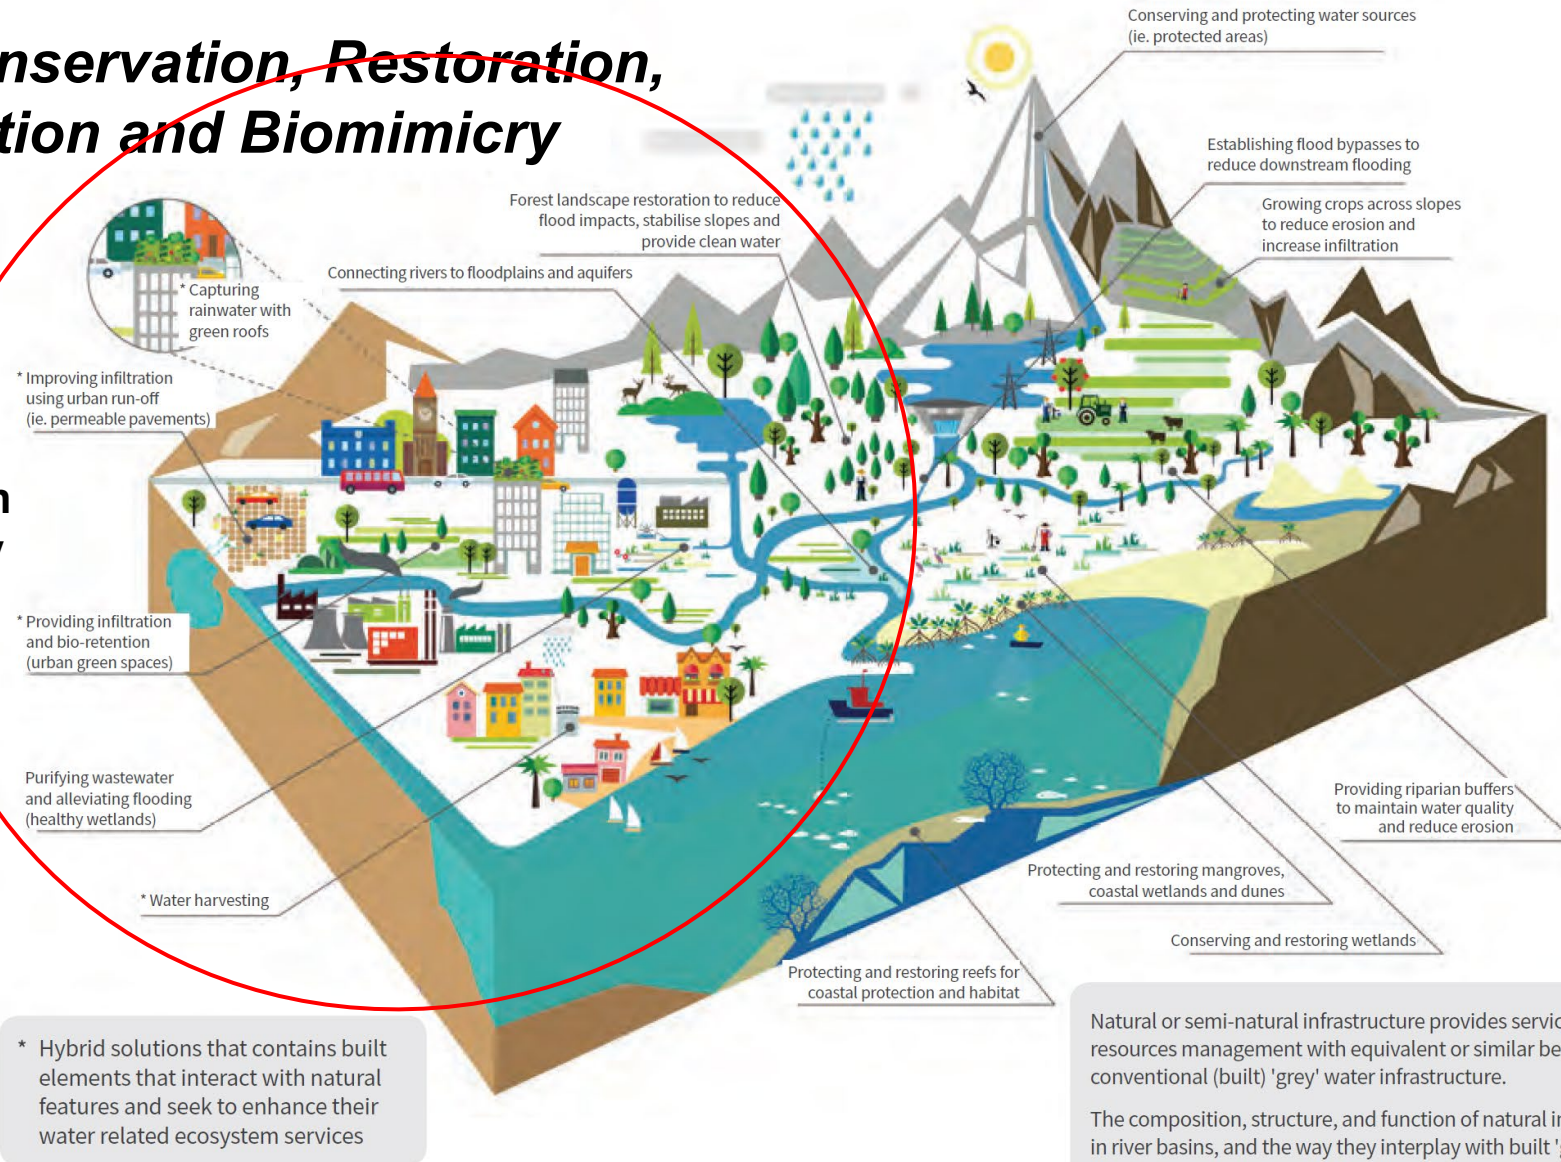 nservation, Restoration,
tion and Biomimicry
Conserving and protecting water sources
(ie. protected areas)
Establishing flood bypasses to
reduce downstream flooding
Growing crops across slopes
to reduce erosion and
increase infiltration
Forest landscape restoration to reduce
flood impacts, stabilise slopes and
provide clean water
Connecting rivers to floodplains and aquifers
* Capturing
rainwater with
green roofs
* Improving infiltration
using urban run-off
(ie. permeable pavements)
n
y
* Providing infiltration
and bio-retention
(urban green spaces)
Purifying wastewater
and alleviating flooding
(healthy wetlands)
* Water harvesting
Providing riparian buffers
to maintain water quality
and reduce erosion
Protecting and restoring mangroves,
coastal wetlands and dunes
Conserving and restoring wetlands
Protecting and restoring reefs for
coastal protection and habitat
* Hybrid solutions that contains built
elements that interact with natural
features and seek to enhance their
water related ecosystem services
Natural or semi-natural infrastructure provides servic
resources management with equivalent or similar be
conventional (built) 'grey' water infrastructure.
The composition, structure, and function of natural in
in river basins, and the way they interplay with built 'g